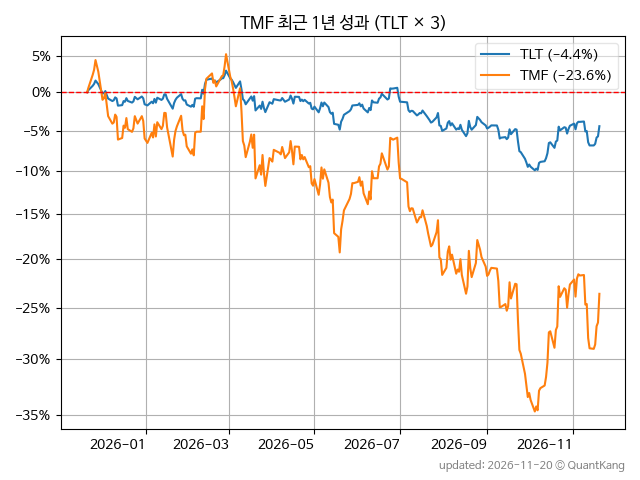 TMF 최근 1년 성과 (TLT × 3)
TLT (−4.4%)
TMF (−23.6%)
5%
0%
−5%
−10%
−15%
−20%
−25%
−30%
−35%
2026-01 2026-03 2026-05 2026-07 2026-09 2026-11
updated: 2026-11-20 © QuantKang